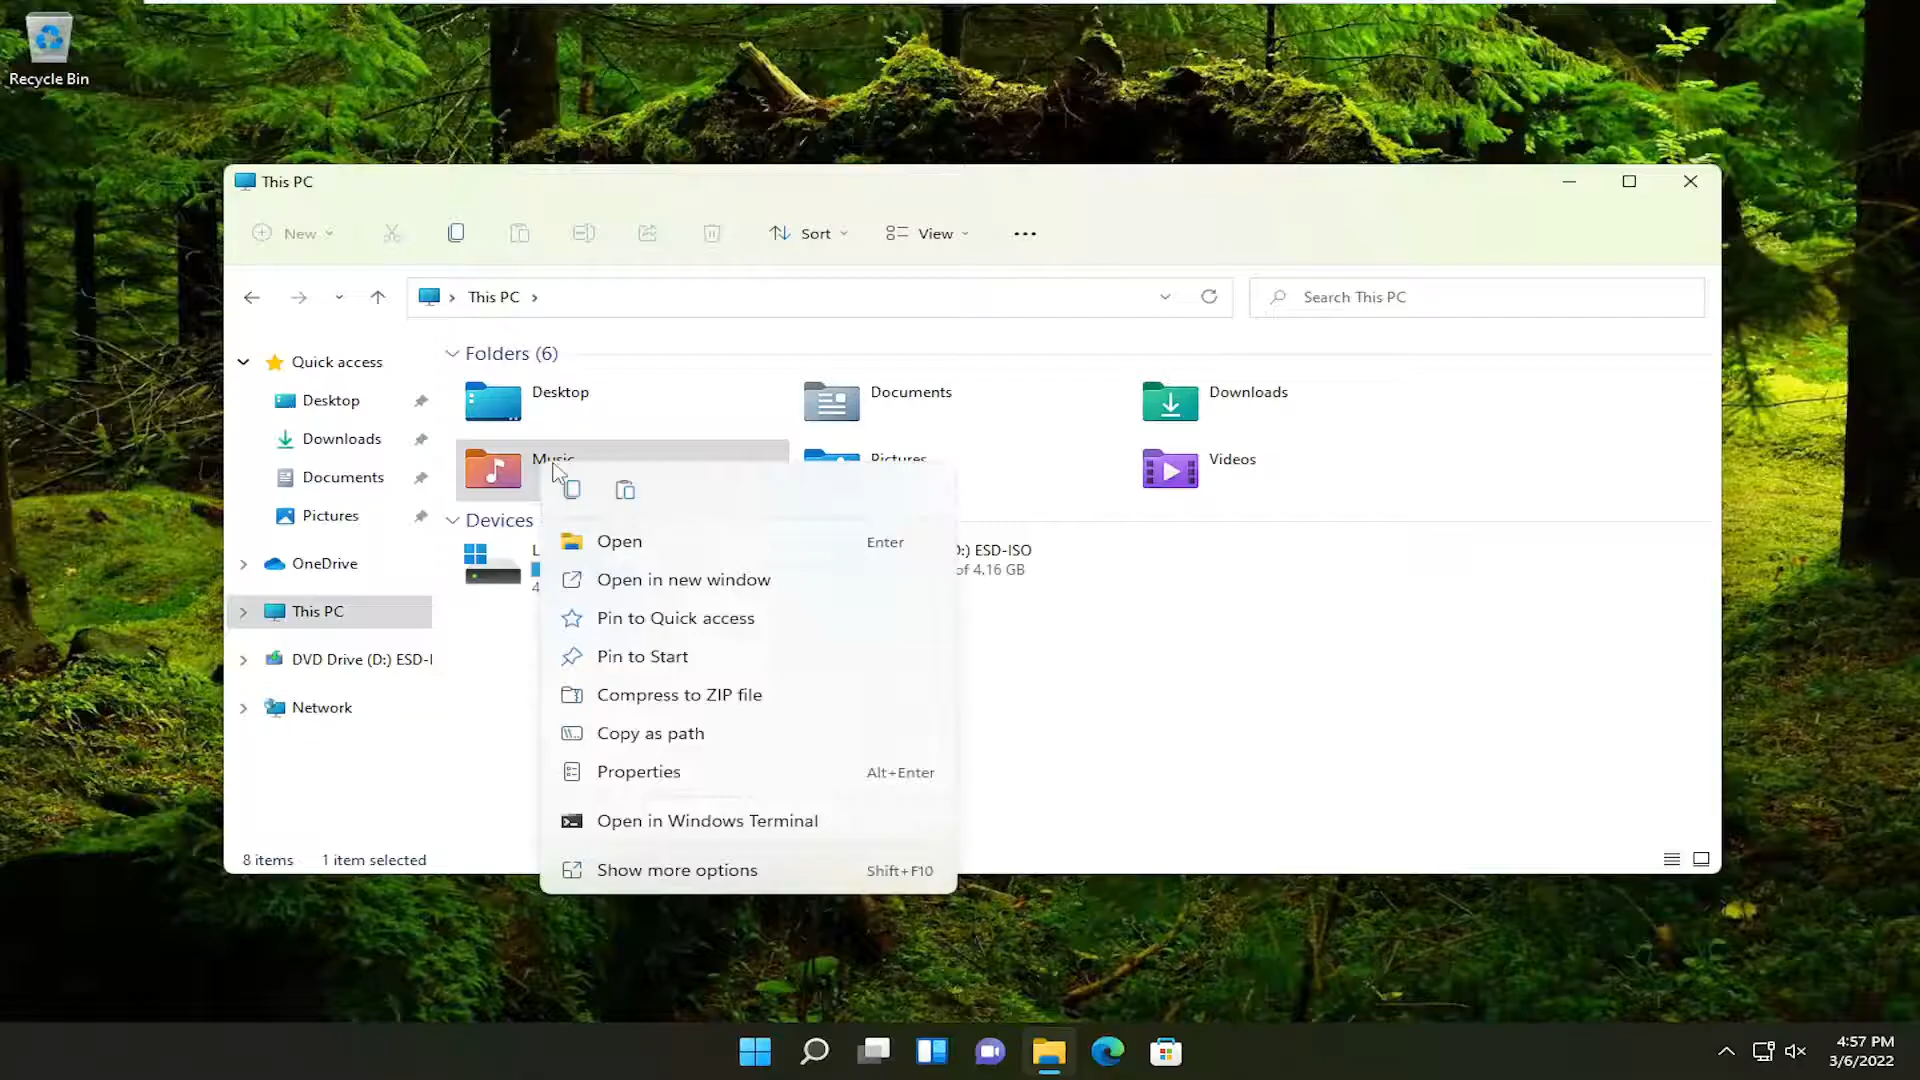 Recycle Bin
This PC
New
Sort
View
This PC
Search This PC
Quick access
Desktop
Downloads
Documents
Pictures
OneDrive
This PC
DVD Drive (D:) ESD-I
Network
Folders (6)
Desktop
Documents
Downloads
Music
Pictures
Videos
Devices
:) ESD-ISO
of 4,16 GB
Open Enter
Open in new window
Pin to Quick access
Pin to Start
Compress to ZIP file
Copy as path
Properties Alt+Enter
Open in Windows Terminal
Show more options Shift+F10
8 items 1 item selected
4:57 PM
3/6/2022